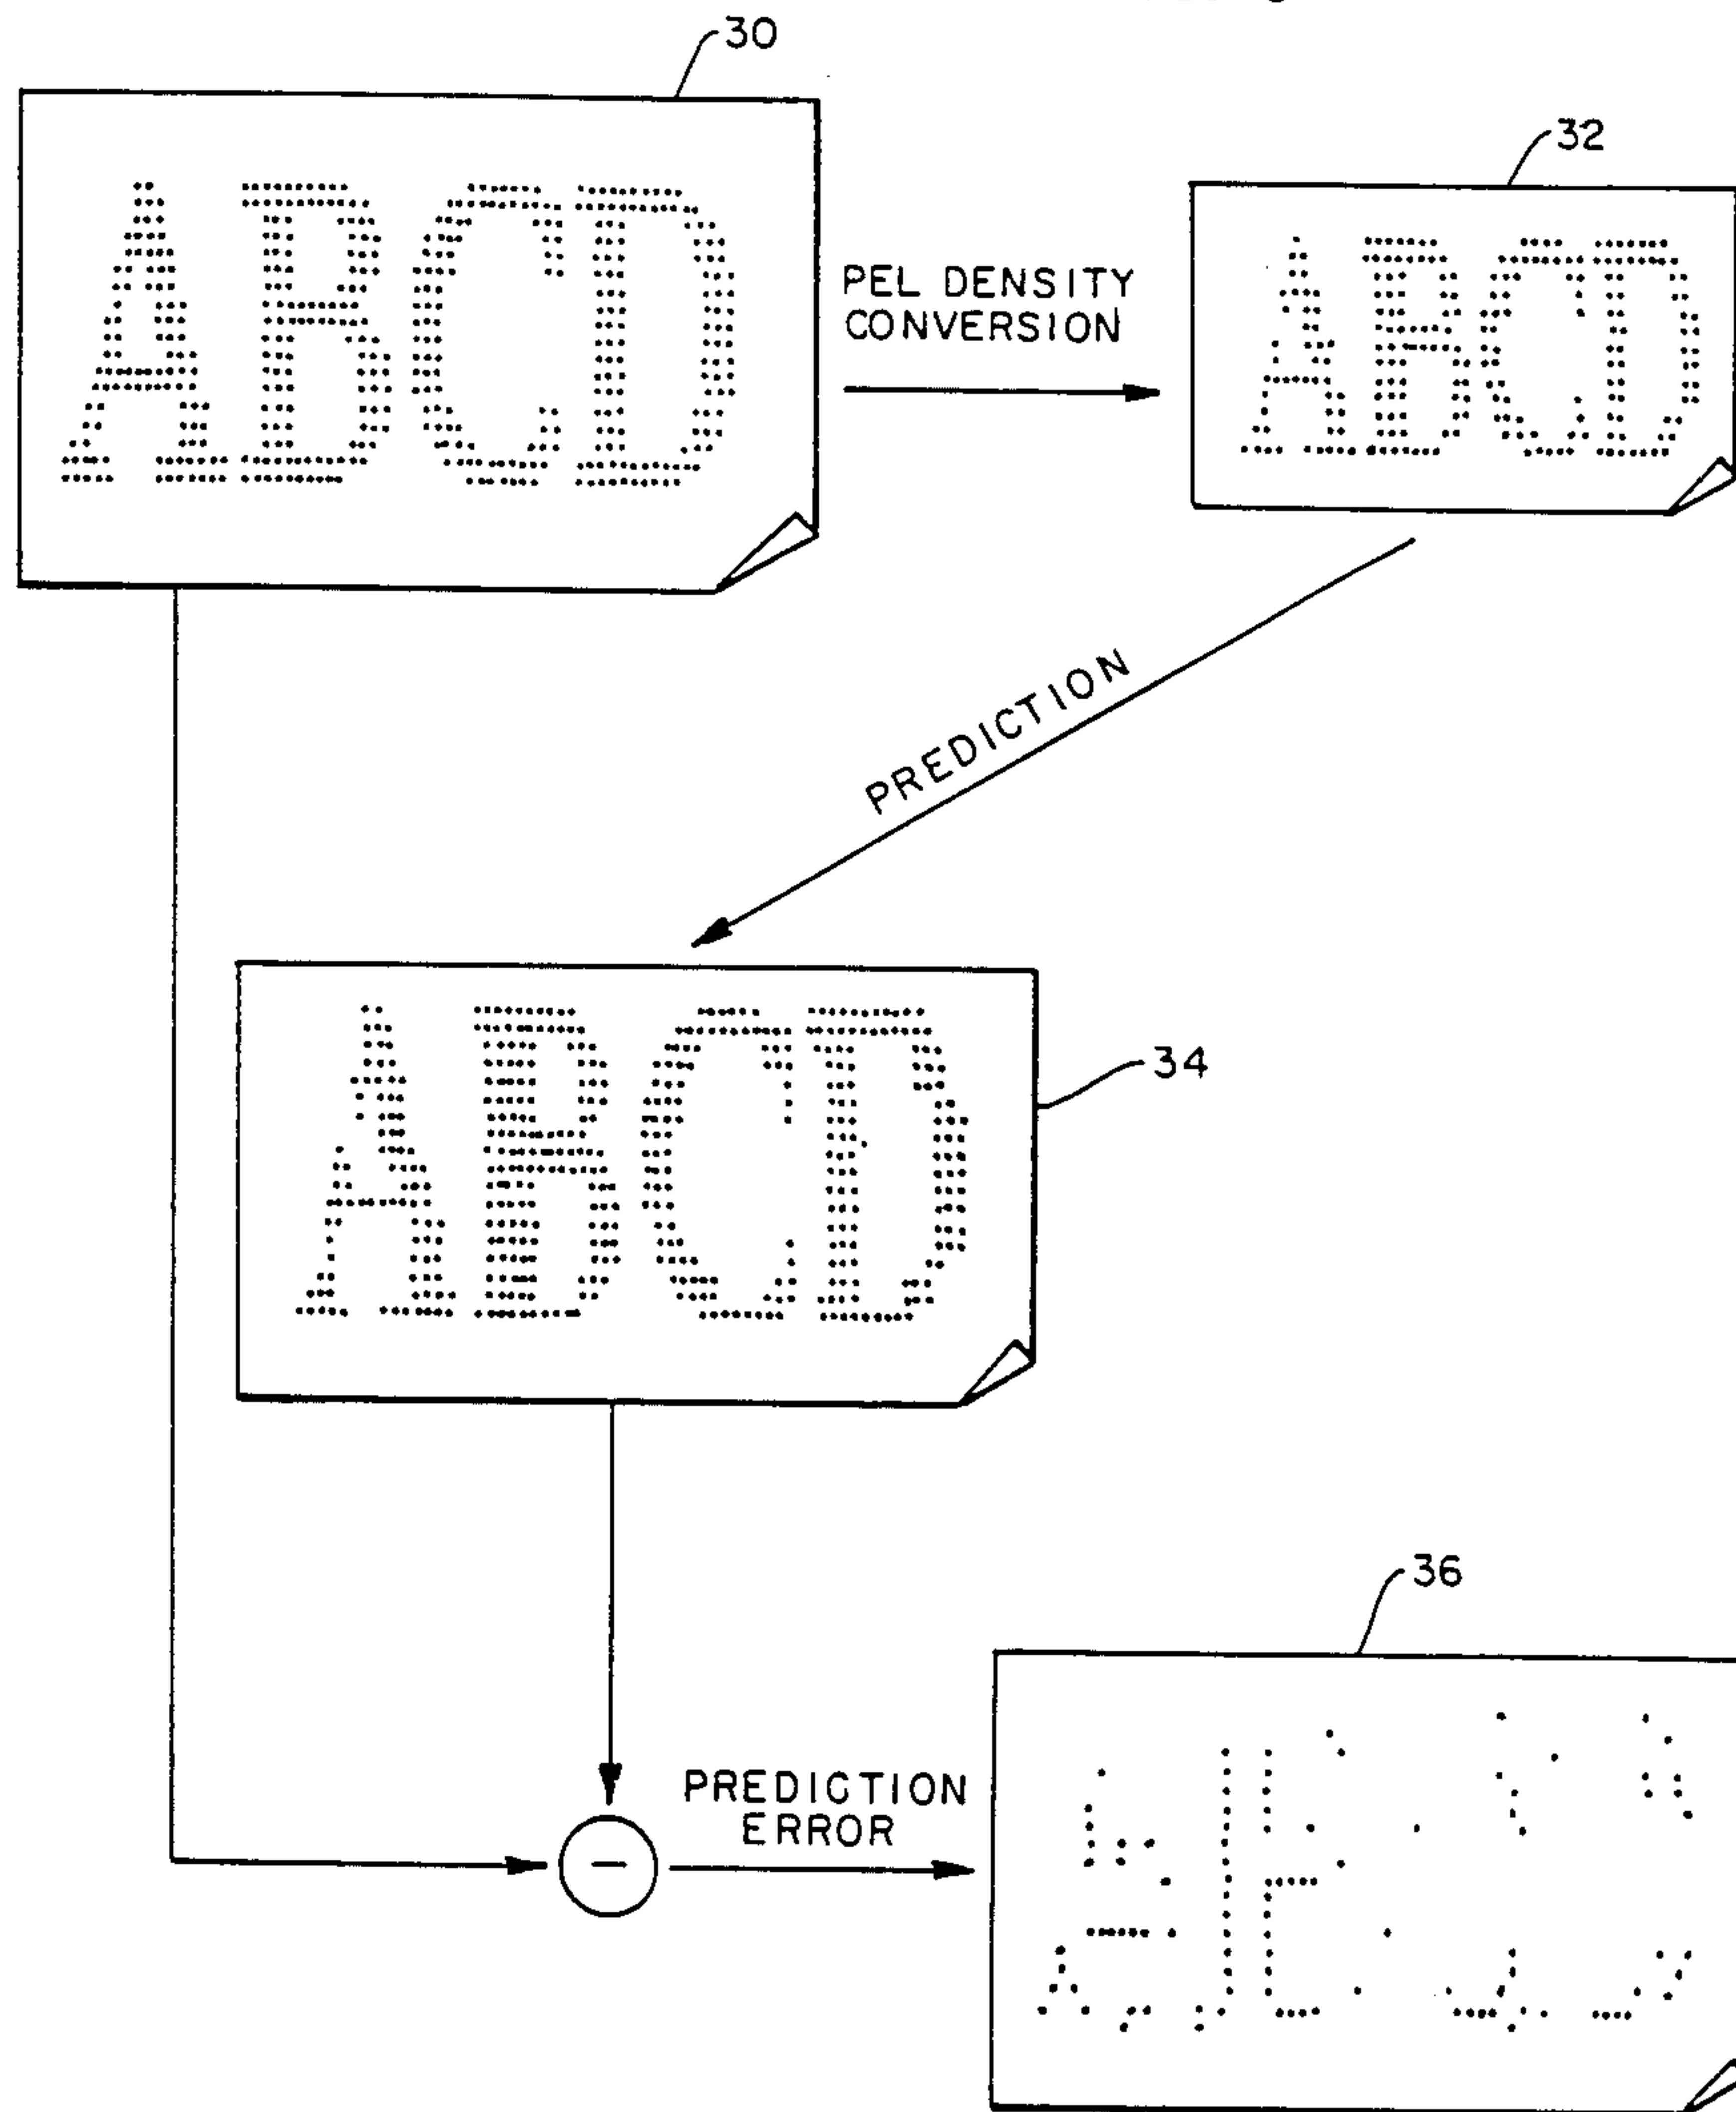 30
32
ABCD
PEL DENSITY
CONVERSION
ABCD
PREDICTION
34
ABCD
36
PREDICTION
ERROR